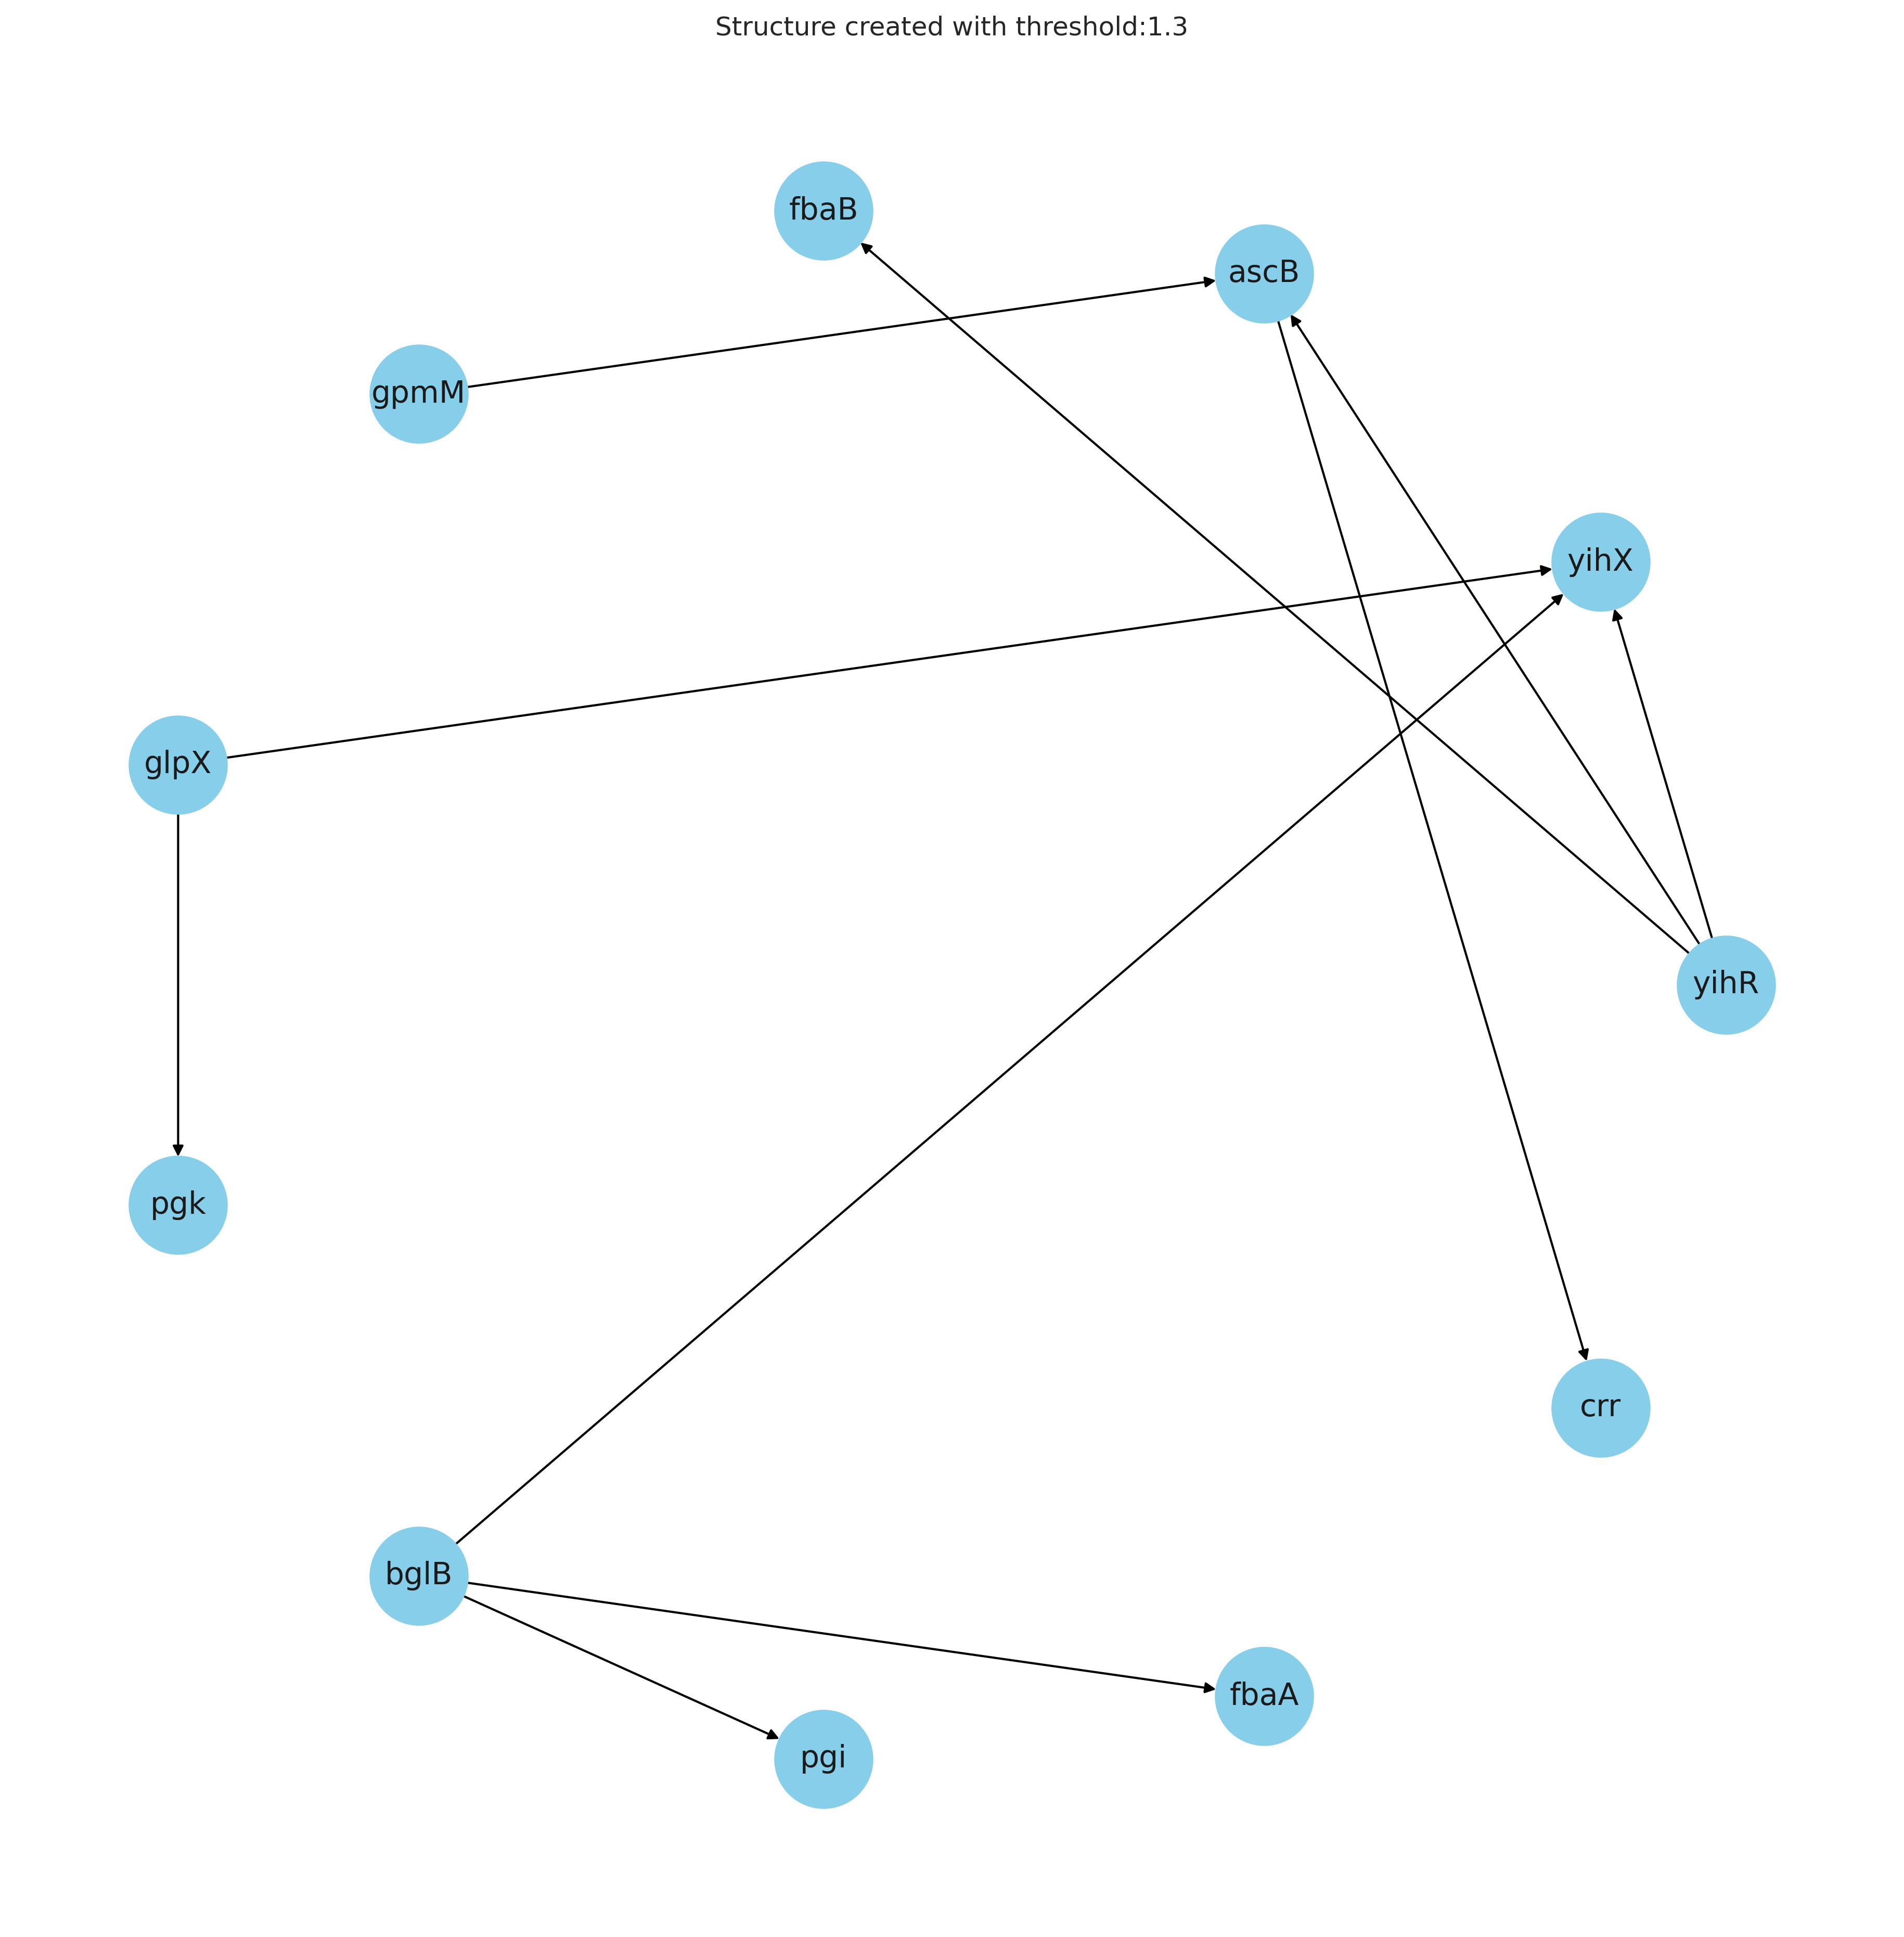 Structure created with threshold:1.3
fbaB
ascB
gpmM
yihX
glpX
yihR
pgk
crr
bglB
fbaA
pgi